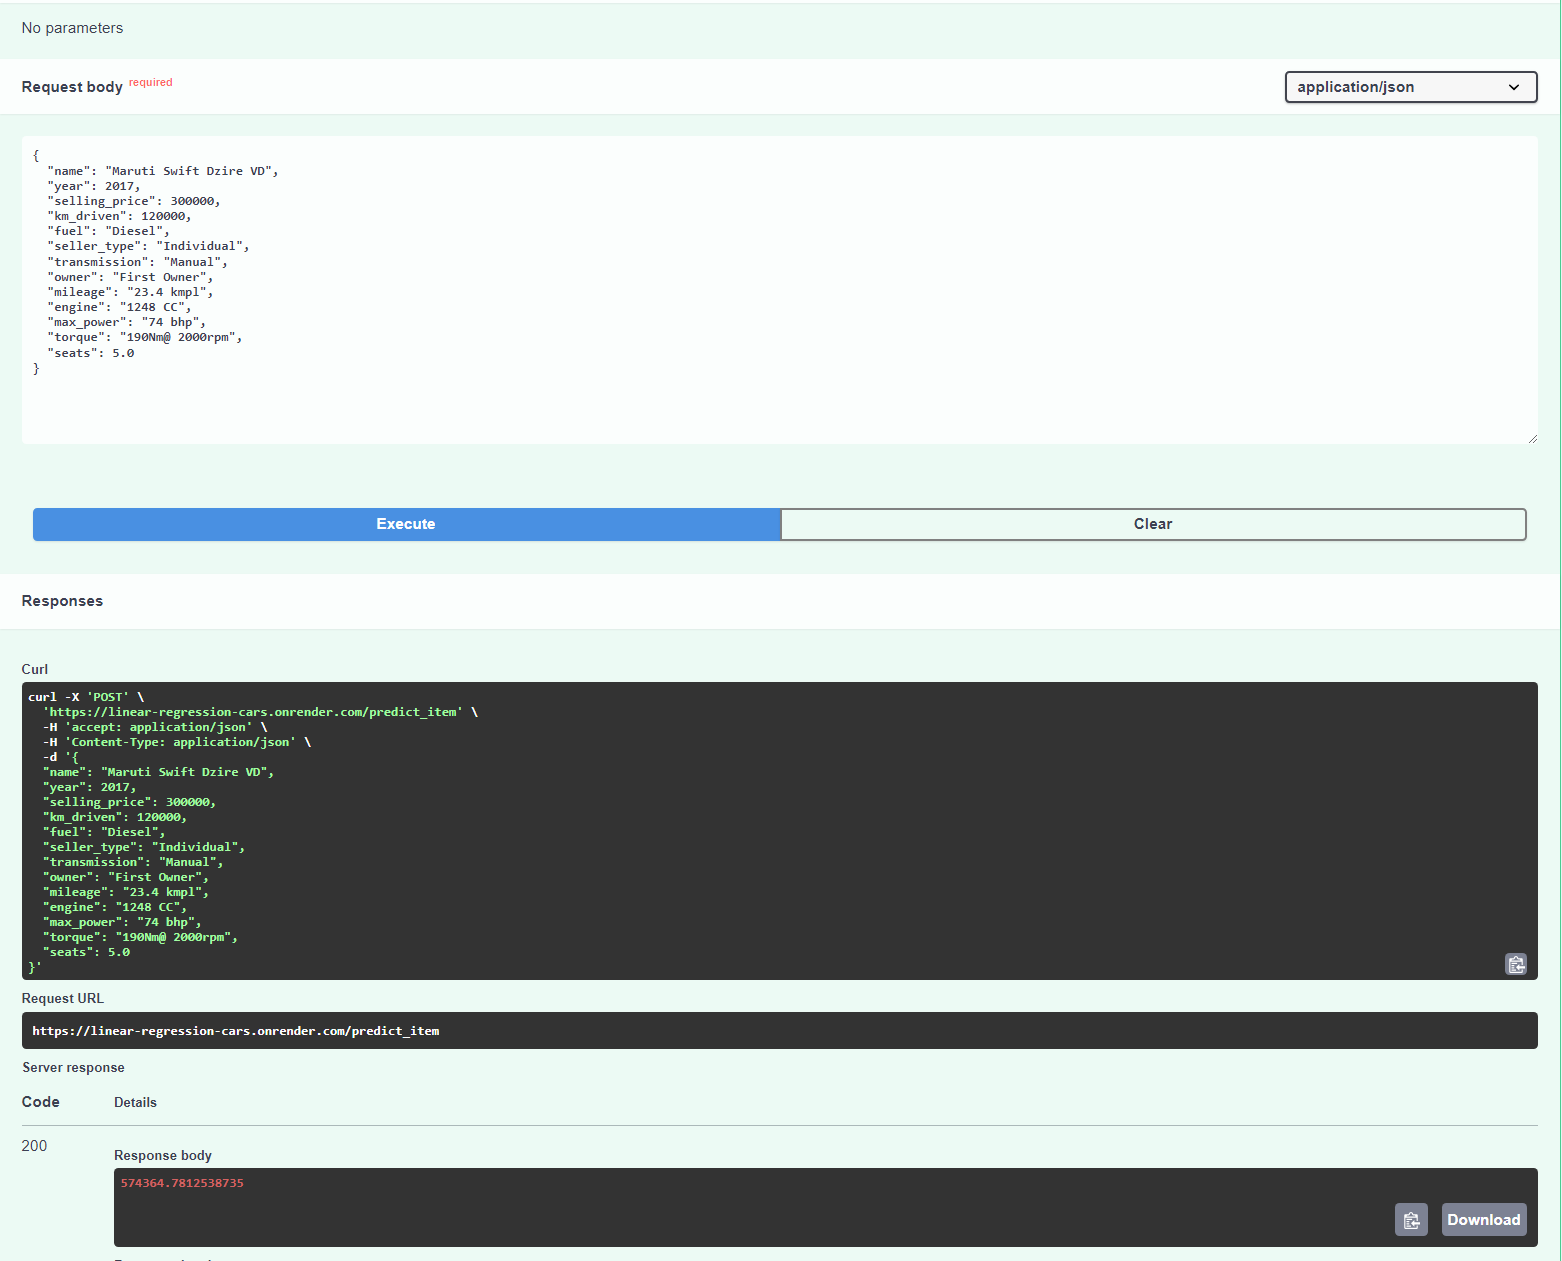 No parameters
Request body required
application/json
{
"name": "Maruti Swift Dzire VD",
"year": 2017,
"selling_price": 300000,
"km_driven": 120000,
"fuel": "Diesel",
"seller_type": "Individual",
"transmission": "Manual",
"owner": "First Owner",
"mileage": "23.4 kmpl",
"engine": "1248 CC",
"max_power": "74 bhp",
"torque": "190Nm@ 2000rpm",
"seats": 5.0
}
Execute
Clear
Responses
Curl
curl -X 'POST' \
'https://linear-regression-cars.onrender.com/predict_item' \
-H 'accept: application/json' \
-H 'Content-Type: application/json' \
-d '{
"name": "Maruti Swift Dzire VD",
"year": 2017,
"selling_price": 300000,
"km_driven": 120000,
"fuel": "Diesel",
"seller_type": "Individual",
"transmission": "Manual",
"owner": "First Owner",
"mileage": "23.4 kmpl",
"engine": "1248 CC",
"max_power": "74 bhp",
"torque": "190Nm@ 2000rpm",
"seats": 5.0
}'
Request URL
https://linear-regression-cars.onrender.com/predict_item
Server response
Code Details
200
Response body
574364.7812538735
Download